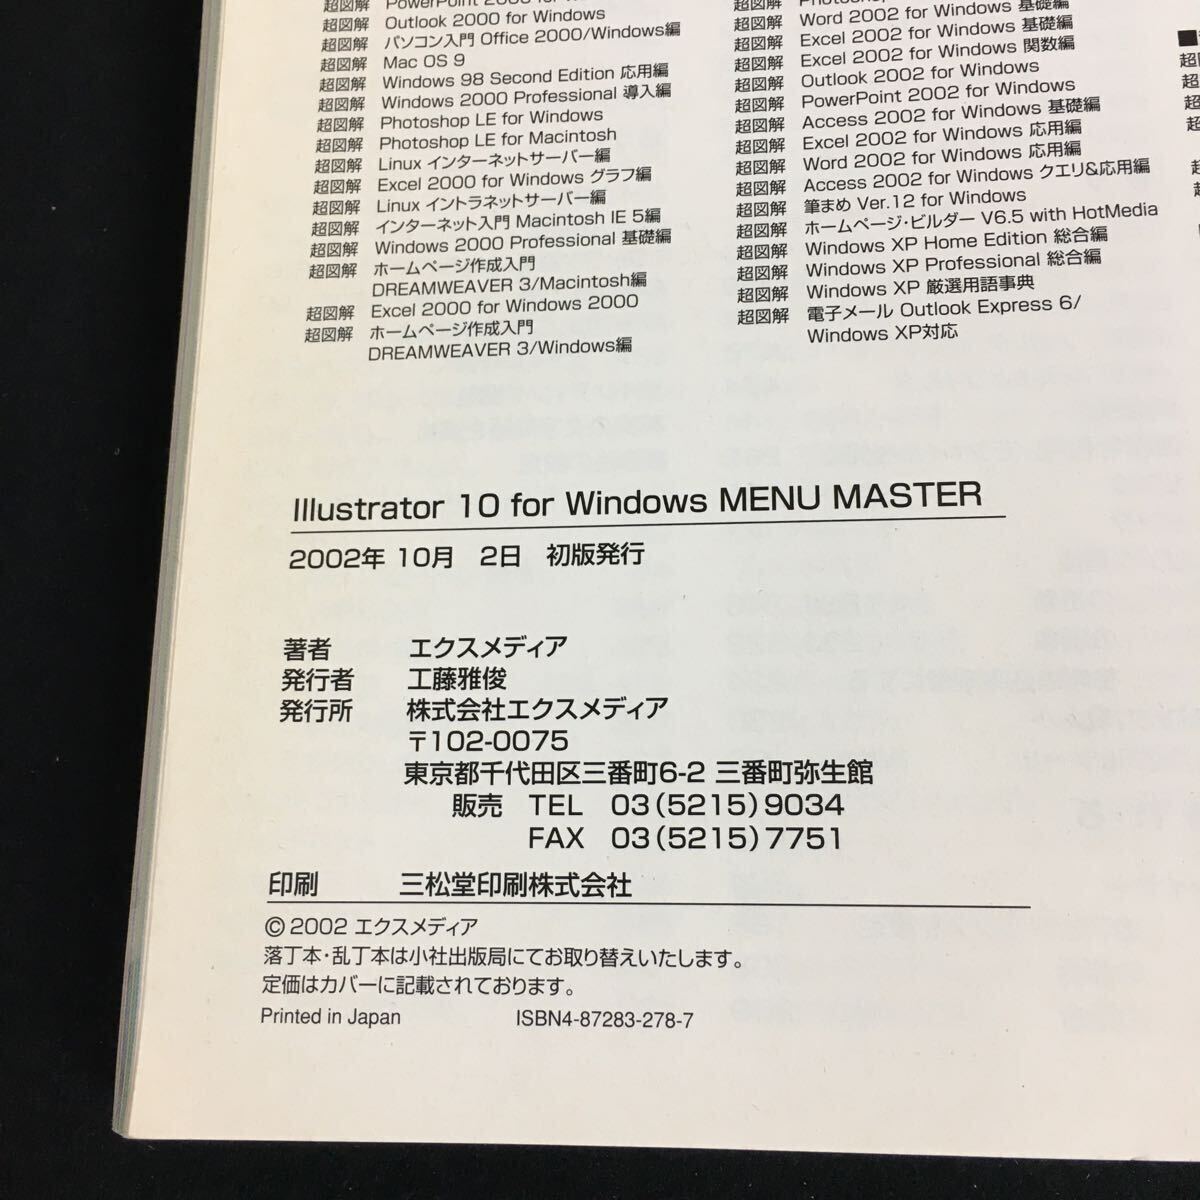 超図解 PowerPoint 2000 for
超図解 Outlook 2000 for Windows
超図解 パソコン入門 Office 2000/Windows編
超図解 Mac OS 9
超図解 Windows 98 Second Edition 応用編
超図解 Windows 2000 Professional 導入編
超図解 Photoshop LE for Windows
超図解 Photoshop LE for Macintosh
超図解 Linux インターネットサーバー編
超図解 Excel 2000 for Windows グラフ編
超図解 Linux イントラネットサーバー編
超図解 インターネット入門 Macintosh IE 5編
超図解 Windows 2000 Professional 基礎編
超図解 ホームページ作成入門
DREAMWEAVER 3/Macintosh編
超図解 Excel 2000 for Windows 2000
超図解 ホームページ作成入門
DREAMWEAVER 3/Windows編
超図解 Word 2002 for Windows 基礎編
超図解 Excel 2002 for Windows 基礎編
超図解 Excel 2002 for Windows 関数編
超図解 Outlook 2002 for Windows
超図解 PowerPoint 2002 for Windows
超図解 Access 2002 for Windows 基礎編
超図解 Excel 2002 for Windows 応用編
超図解 Word 2002 for Windows 応用編
超図解 Access 2002 for Windows クエリ&応用編
超図解 筆まめ Ver.12 for Windows
超図解 ホームページ・ビルダー V6.5 with HotMedia
超図解 Windows XP Home Edition 総合編
超図解 Windows XP Professional 総合編
超図解 Windows XP 厳選用語事典
超図解 電子メール Outlook Express 6/
Windows XP対応
Illustrator 10 for Windows MENU MASTER
2002年 10月 2日 初版発行
著者 エクスメディア
発行者 工藤雅俊
発行所 株式会社エクスメディア
〒102-0075
東京都千代田区三番町6-2 三番町弥生館
販売 TEL 03(5215)9034
FAX 03(5215)7751
印刷 三松堂印刷株式会社
©2002 エクスメディア
落丁本・乱丁本は小社出版局にてお取り替えいたします。
定価はカバーに記載されております。
Printed in Japan ISBN4-87283-278-7